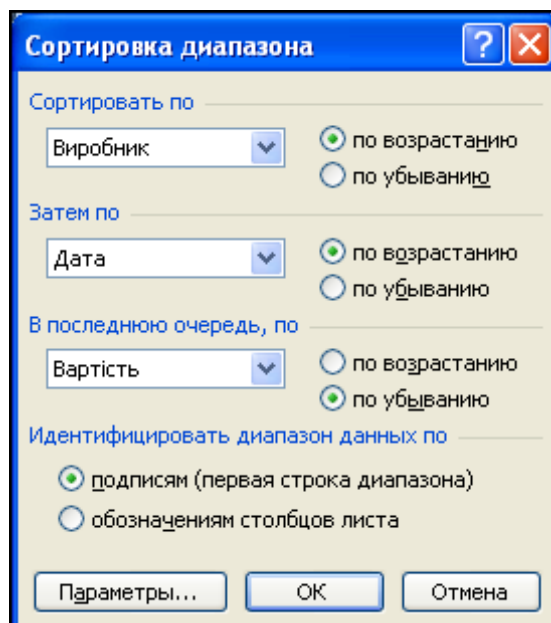 Сортировка диапазона
Сортировать по
Виробник
по возрастанию
по убыванию
Затем по
Дата
по возрастанию
по убыванию
В последнюю очередь, по
Вартість
по возрастанию
по убыванию
Идентифицировать диапазон данных по
подписям (первая строка диапазона)
обозначениям столбцов листа
Параметры... ОК Отмена